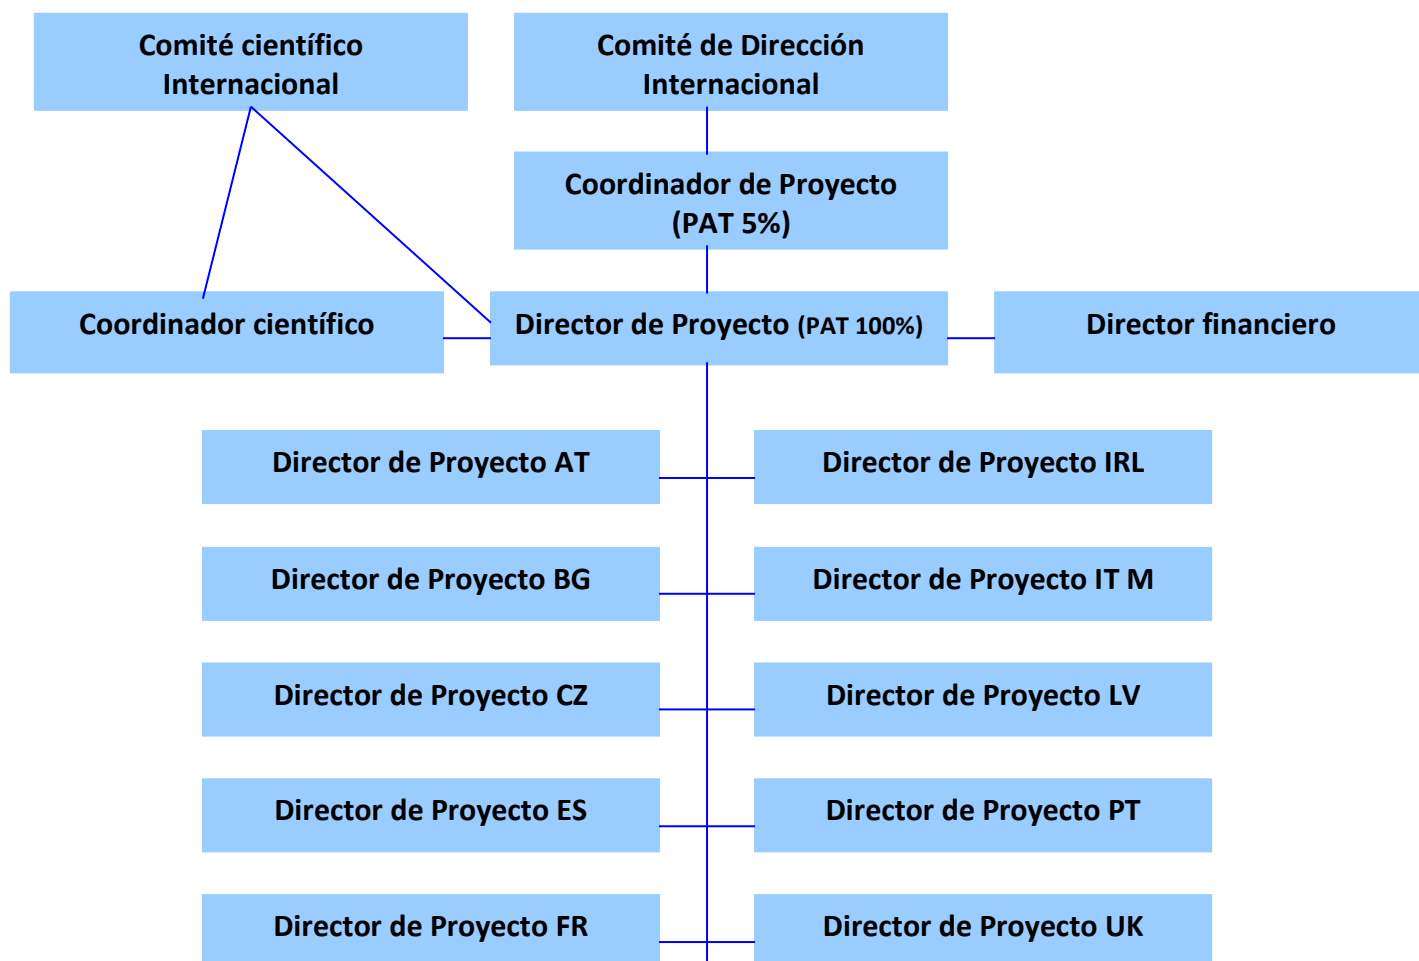 Comité científico
Internacional
Comité de Dirección
Internacional
Coordinador de Proyecto
(PAT 5%)
Coordinador científico
Director de Proyecto (PAT 100%)
Director financiero
Director de Proyecto AT
Director de Proyecto IRL
Director de Proyecto BG
Director de Proyecto IT M
Director de Proyecto CZ
Director de Proyecto LV
Director de Proyecto ES
Director de Proyecto PT
Director de Proyecto FR
Director de Proyecto UK